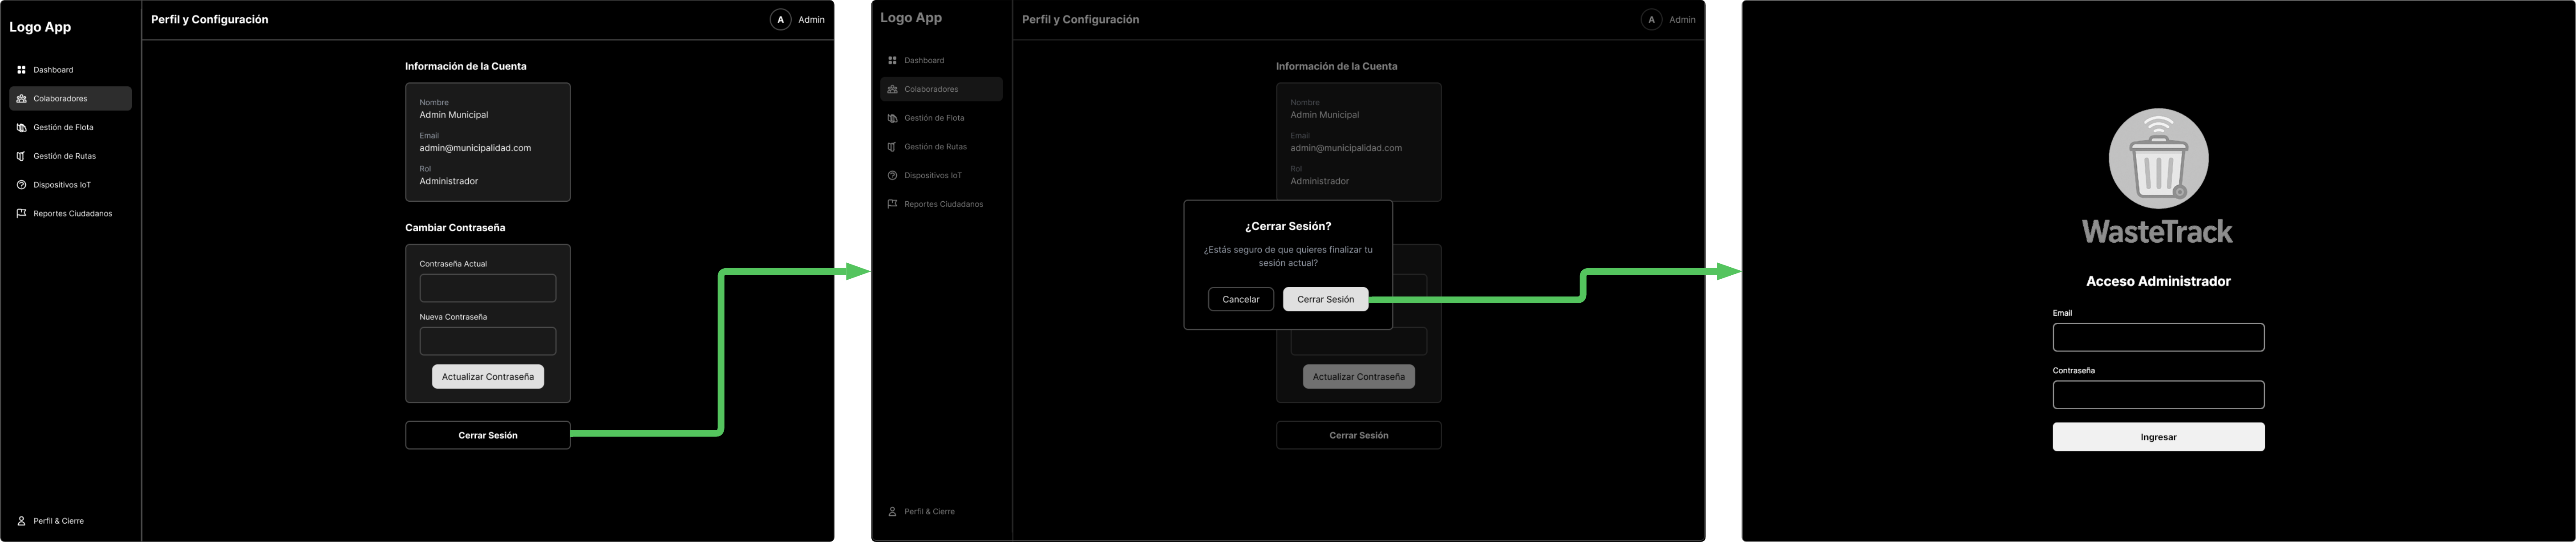 Logo App
Dashboard
Colaboradores
Gestión de Flota
Gestión de Rutas
Dispositivos IoT
Reportes Ciudadanos
Perfil & Cierre
Perfil y Configuración
A Admin
Información de la Cuenta
Nombre
Admin Municipal
Email
admin@municipalidad.com
Rol
Administrador
Cambiar Contraseña
Contraseña Actual
Nueva Contraseña
Actualizar Contraseña
Cerrar Sesión
Logo App
Dashboard
Colaboradores
Gestión de Flota
Gestión de Rutas
Dispositivos IoT
Reportes Ciudadanos
Perfil & Cierre
Perfil y Configuración
A Admin
Información de la Cuenta
Nombre
Admin Municipal
Email
admin@municipalidad.com
Rol
Administrador
¿Cerrar Sesión?
¿Estás seguro de que quieres finalizar tu
sesión actual?
Cancelar Cerrar Sesión
Actualizar Contraseña
Cerrar Sesión
WasteTrack
Acceso Administrador
Email
Contraseña
Ingresar